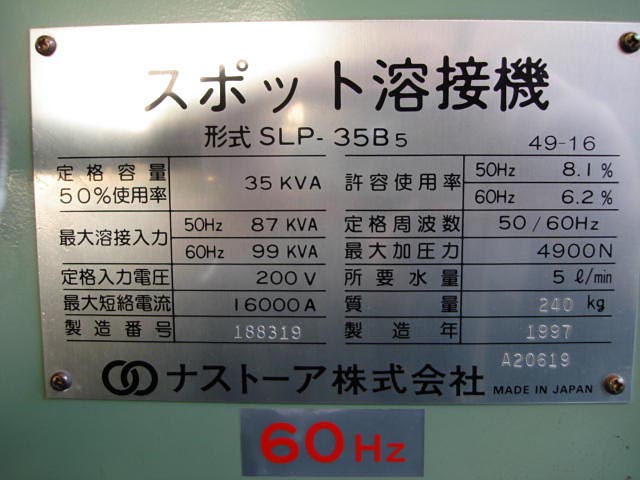 スポット溶接機
形式 SLP-35B5 49-16
定格容量 50%使用率 35 KVA
許容使用率 50Hz 8.1%
60Hz 6.2%
最大溶接入力 50Hz 87 KVA
60Hz 99 KVA
定格周波数 50/60Hz
最大加圧力 4900N
定格入力電圧 200V
所要水量 5 ℓ/min
最大短絡電流 16000A
質量 240 kg
製造番号 188319
製造年 1997
A20619
ナストーア株式会社 MADE IN JAPAN
60Hz